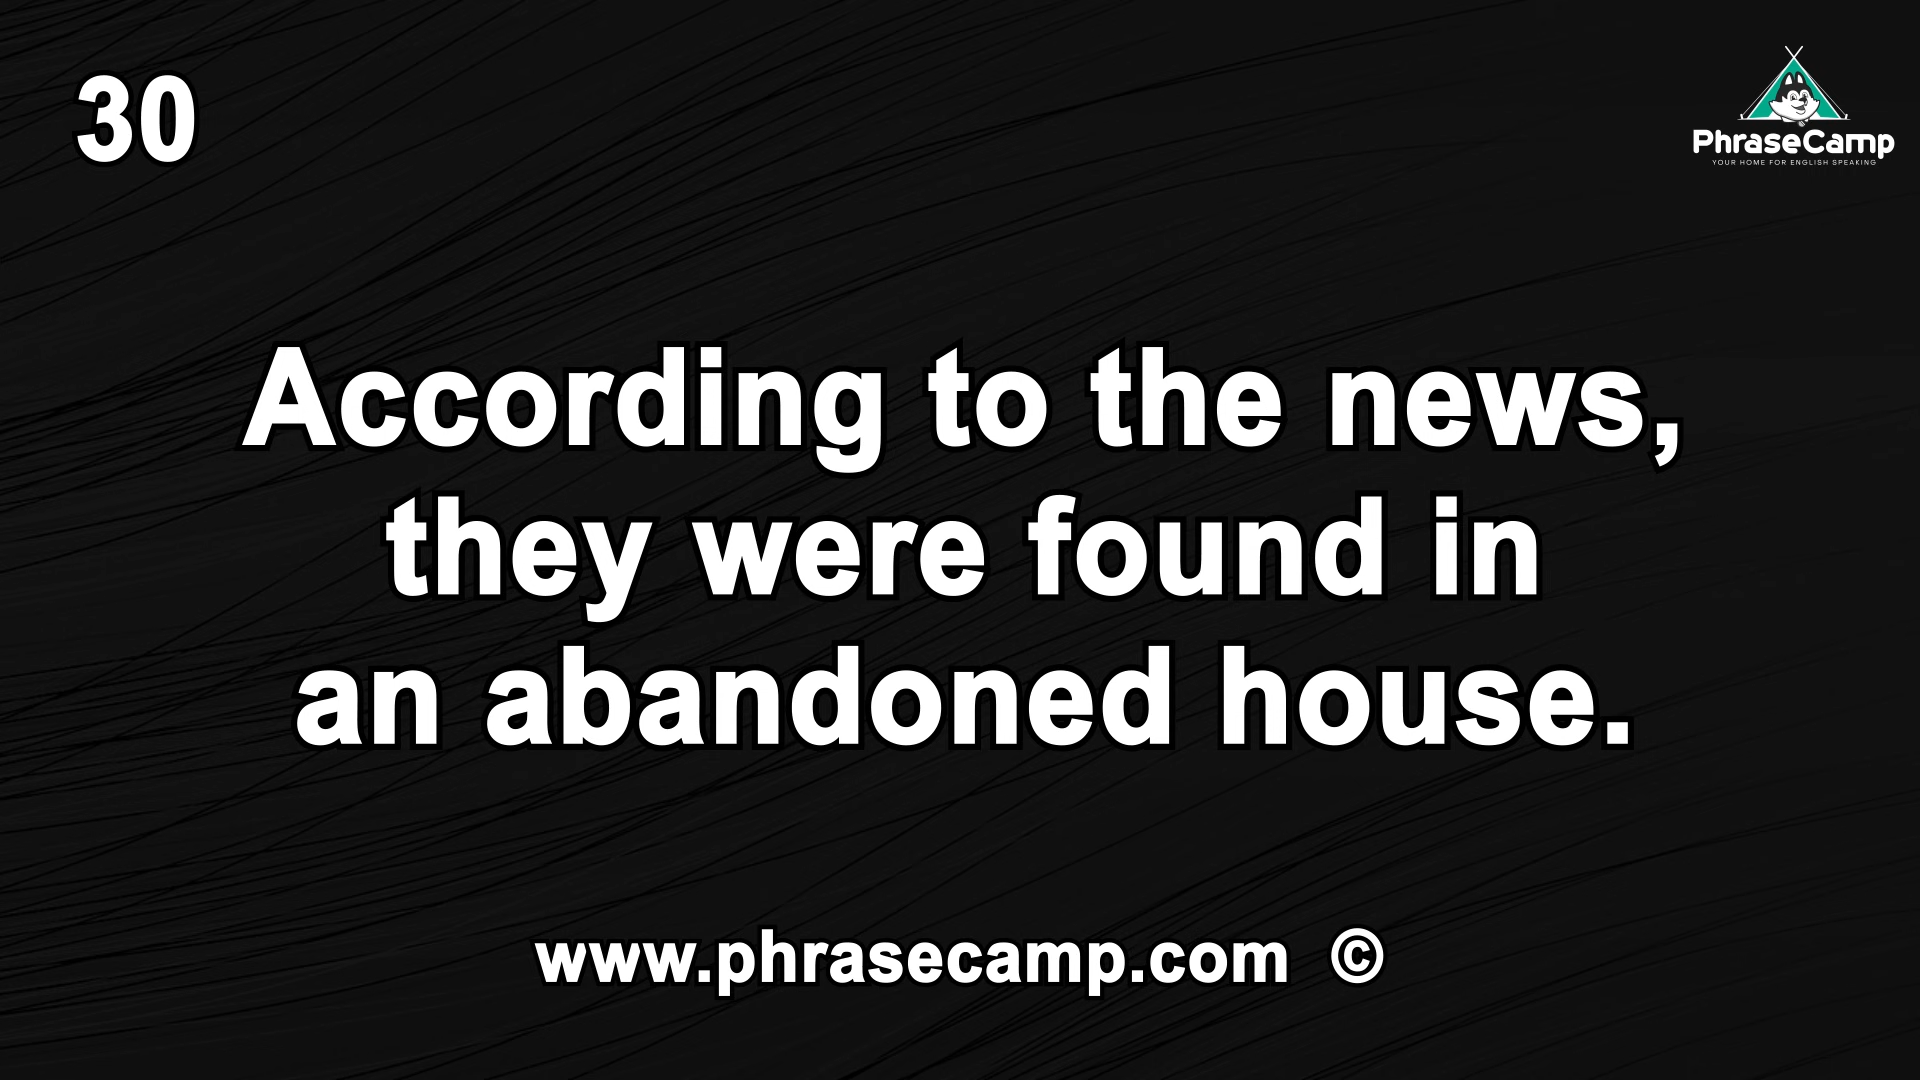 30
PhraseCamp
YOUR HOME FOR ENGLISH SPEAKING
According to the news,
they were found in
an abandoned house.
www.phrasecamp.com ©